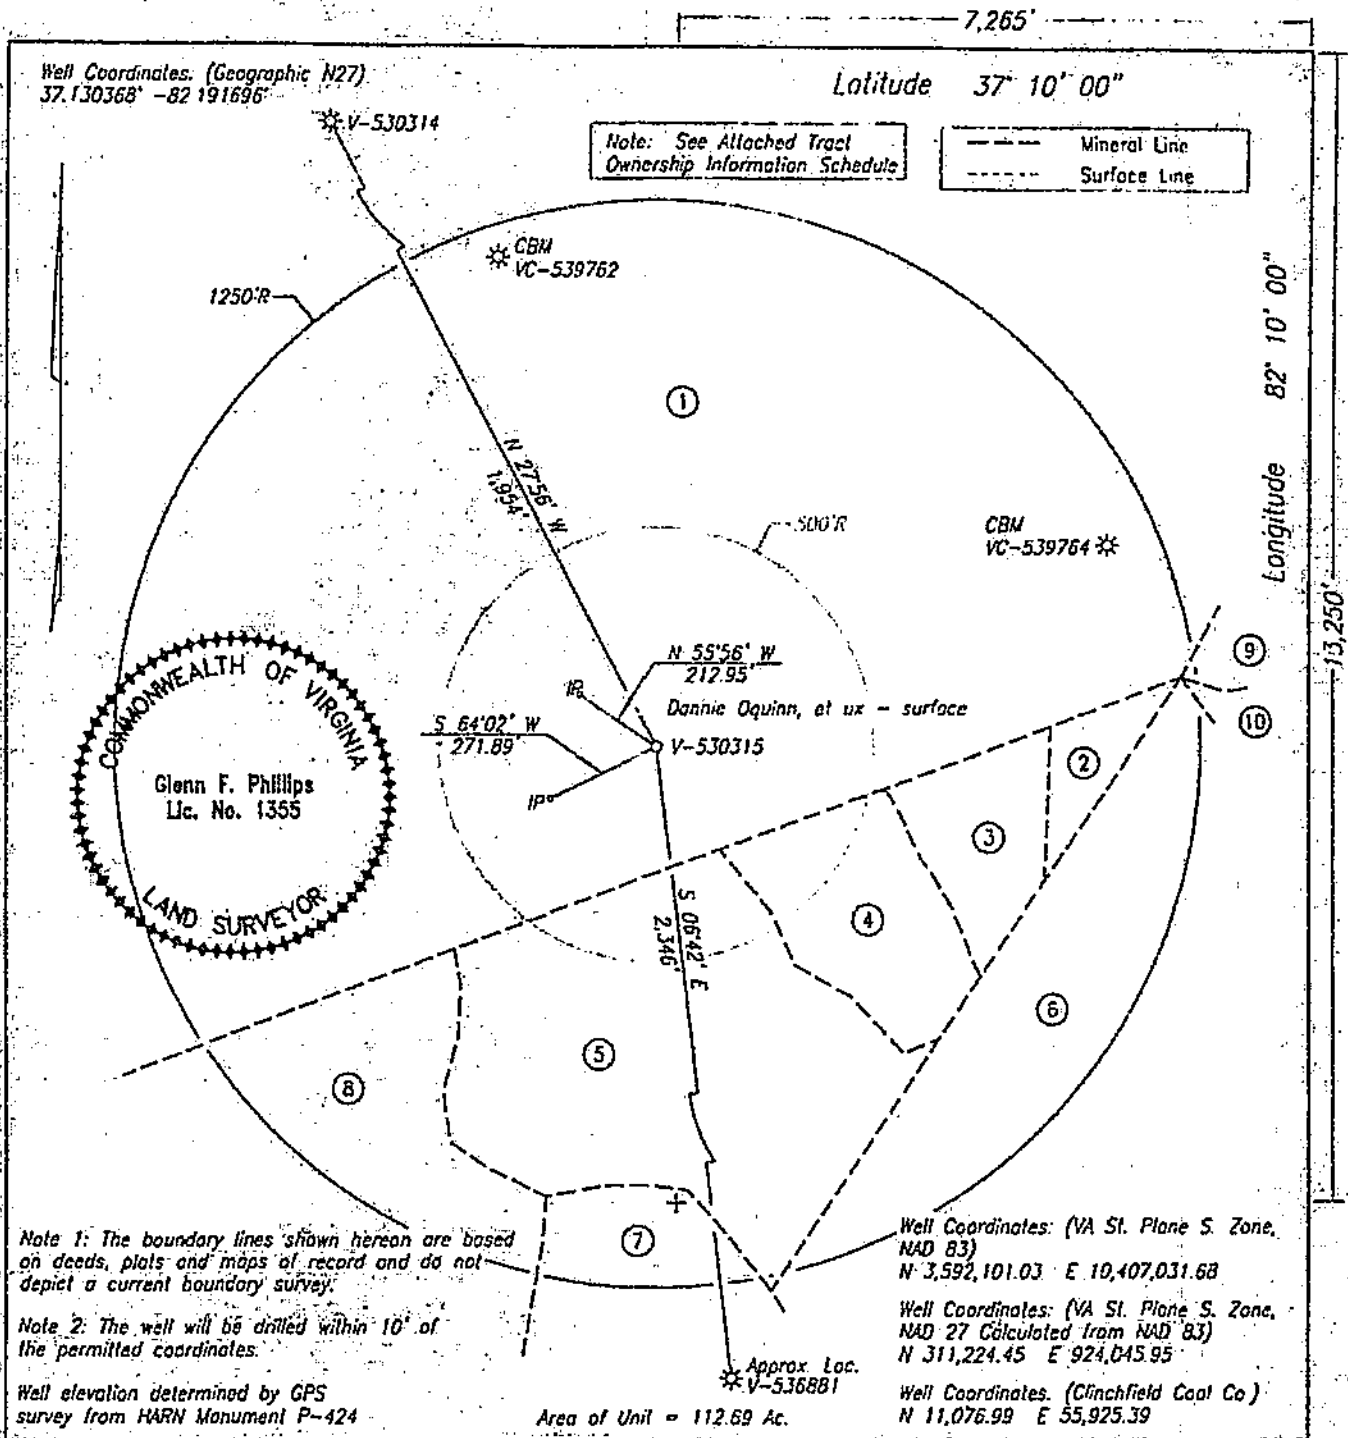 7,265'
Well Coordinates: (Geographic N27)
37.130368° -82.191696°
Latitude 37° 10' 00"
V-530314
Note: See Attached Tract
Ownership Information Schedule
Mineral Line
Surface Line
CBM
VC-539762
1250'R
Longitude 82° 10' 00"
13,250'
1
N 27°56' W
1,954'
500'R
CBM
VC-539764
9
10
N 55°56' W
212.95'
IP
Dannie Oquinn, et ux - surface
S 64°02' W
271.89'
V-530315
IP
2
COMMONWEALTH OF VIRGINIA
Glenn F. Phillips
Lic. No. 1355
LAND SURVEYOR
3
4
S 06°42' E
2,346'
6
5
8
7
Note 1: The boundary lines shown hereon are based
on deeds, plats and maps of record and do not
depict a current boundary survey.
Note 2: The well will be drilled within 10' of
the permitted coordinates.
Well elevation determined by GPS
survey from HARN Monument P-424
Approx. Loc.
V-536881
Area of Unit = 112.69 Ac.
Well Coordinates: (VA St. Plane S. Zone,
NAD 83)
N 3,592,101.03 E 10,407,031.68
Well Coordinates: (VA St. Plane S. Zone,
NAD 27 Calculated from NAD 83)
N 311,224.45 E 924,045.95
Well Coordinates. (Clinchfield Coal Co)
N 11,076.99 E 55,925.39